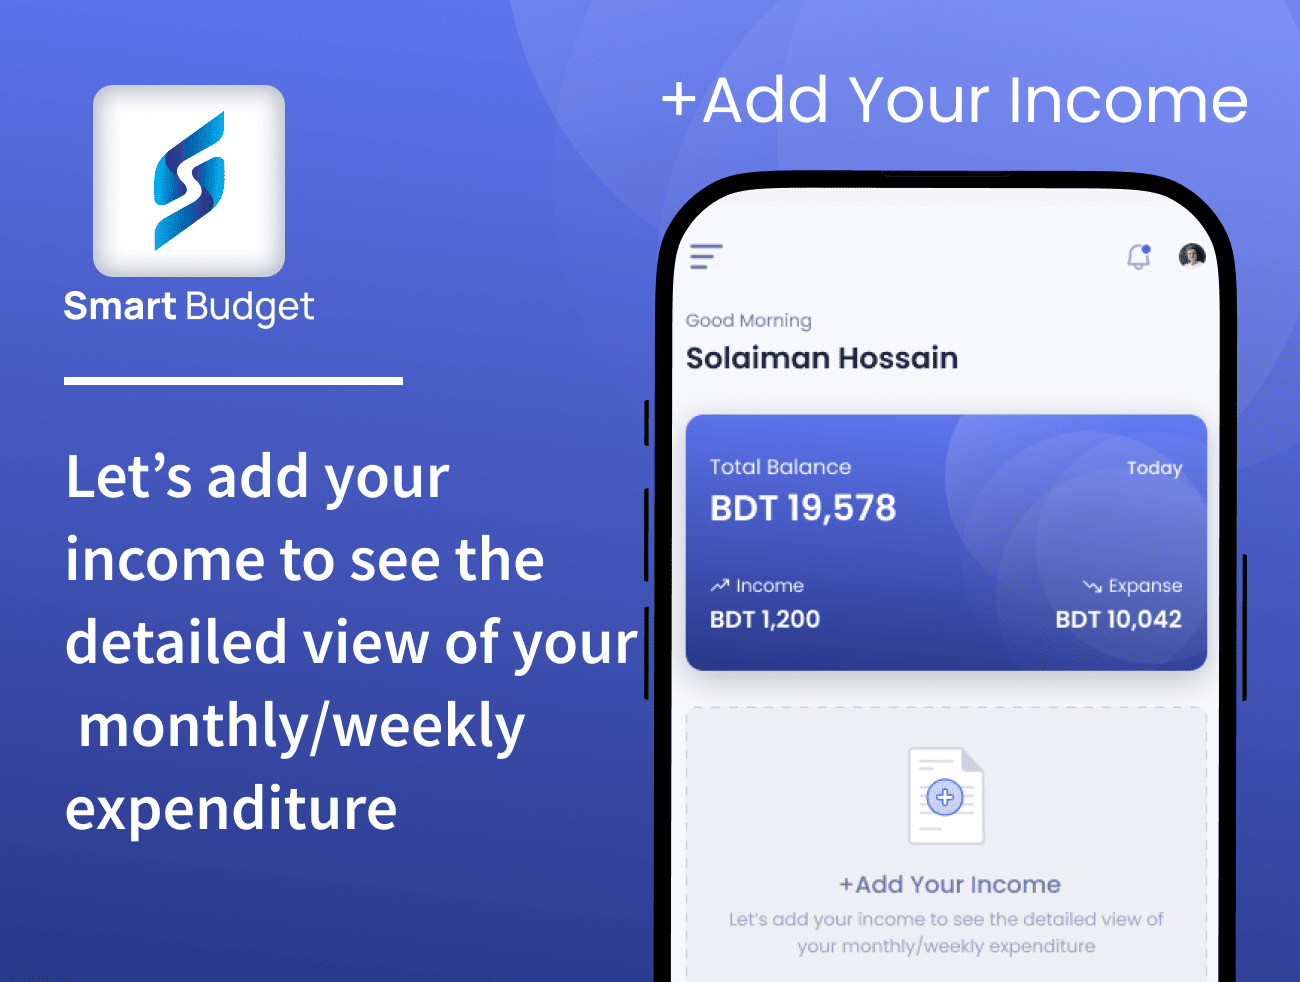 Smart Budget
Let’s add your
income to see the
detailed view of your
monthly/weekly
expenditure
+Add Your Income
Good Morning
Solaiman Hossain
Total Balance
Today
BDT 19,578
Income
Expanse
BDT 1,200
BDT 10,042
+Add Your Income
Let's add your income to see the detailed view of
your monthly/weekly expenditure